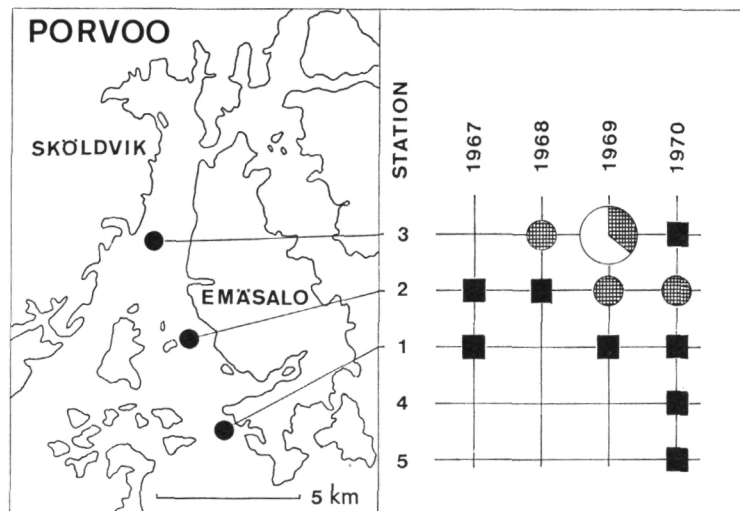 PORVOO
SKÖLDVIK
EMÄSALO
5 km
STATION
1967
1968
1969
1970
3
2
1
4
5